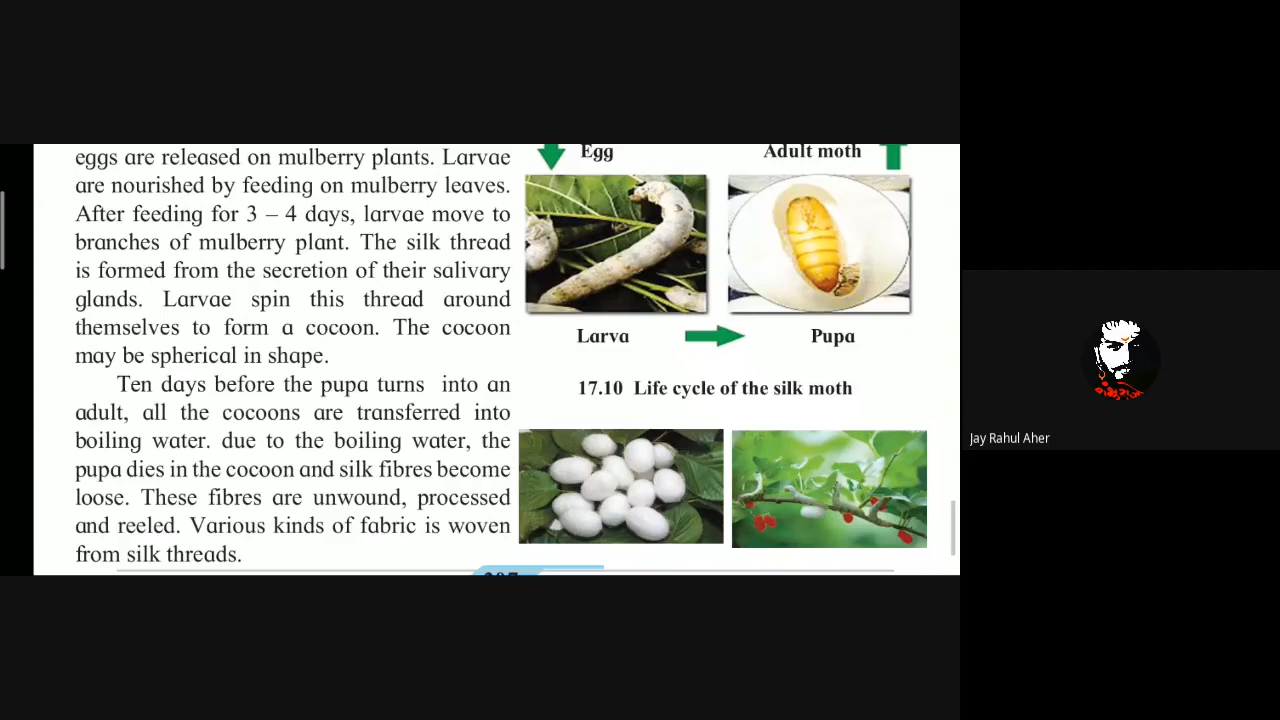 eggs are released on mulberry plants. Larvae
are nourished by feeding on mulberry leaves.
After feeding for 3 – 4 days, larvae move to
branches of mulberry plant. The silk thread
is formed from the secretion of their salivary
glands. Larvae spin this thread around
themselves to form a cocoon. The cocoon
may be spherical in shape.
Ten days before the pupa turns into an
adult, all the cocoons are transferred into
boiling water. due to the boiling water, the
pupa dies in the cocoon and silk fibres become
loose. These fibres are unwound, processed
and reeled. Various kinds of fabric is woven
from silk threads.
Egg
Adult moth
Larva
Pupa
17.10 Life cycle of the silk moth
Jay Rahul Aher